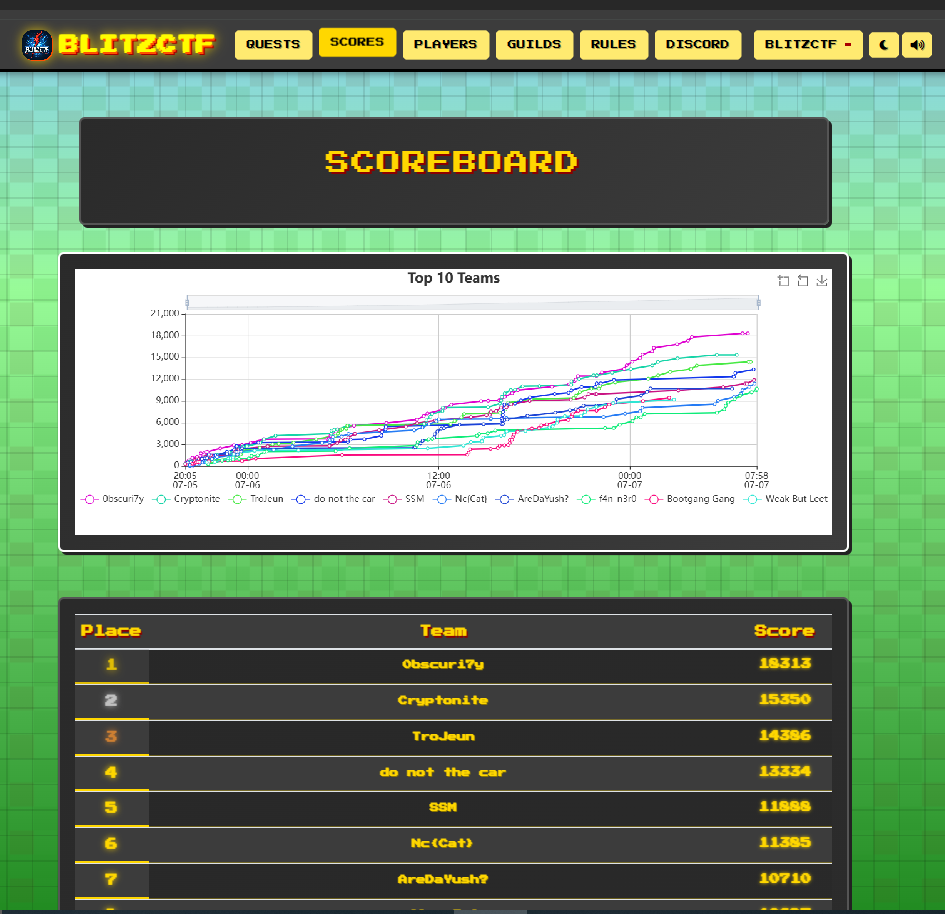 BLITZCTF
QUESTS SCORES PLAYERS GUILDS RULES DISCORD BLITZCTF
SCOREBOARD
Top 10 Teams
21,000
18,000
15,000
12,000
9,000
6,000
3,000
0
20:05 00:00 12:00 00:00 07:58
07-05 07-06 07-06 07-07 07-07
0bscuri7y Cryptonite TroJeun do not the car SSM Nc(Cat) AreDaYush? f4n_n3r0 Bootgang Gang Weak But Leet
Place Team Score
1 0bscuri7y 18313
2 Cryptonite 15350
3 TroJeun 14386
4 do not the car 13334
5 SSM
6 Nc(Cat) 11385
7 AreDaYush? 10710